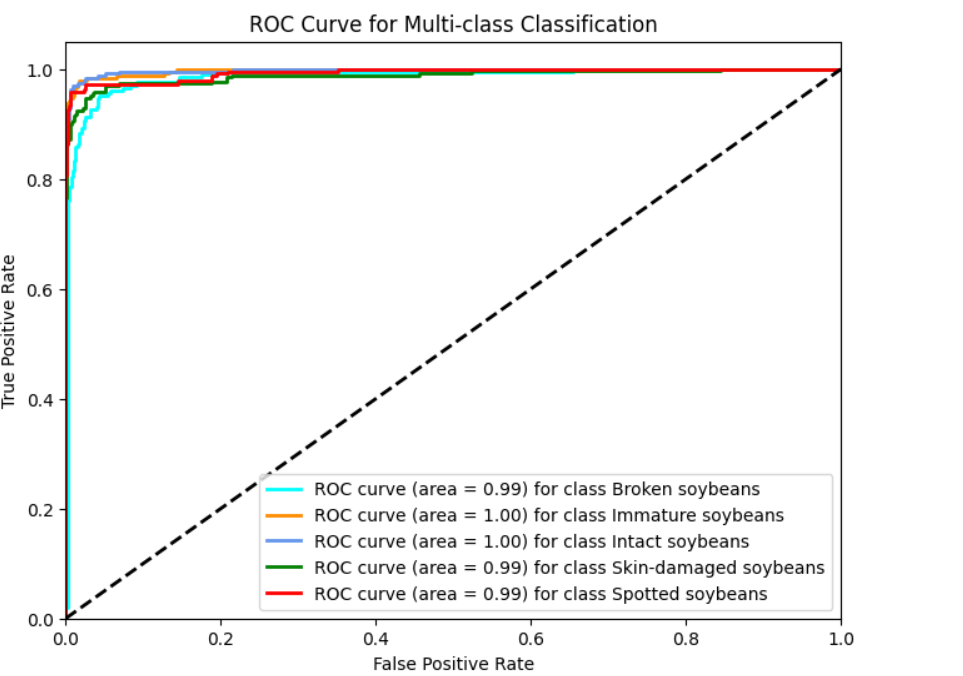 ROC Curve for Multi-class Classification
True Positive Rate
1.0
0.8
0.6
0.4
0.2
0.0
ROC curve (area = 0.99) for class Broken soybeans
ROC curve (area = 1.00) for class Immature soybeans
ROC curve (area = 1.00) for class Intact soybeans
ROC curve (area = 0.99) for class Skin-damaged soybeans
ROC curve (area = 0.99) for class Spotted soybeans
0.0 0.2 0.4 0.6 0.8 1.0
False Positive Rate